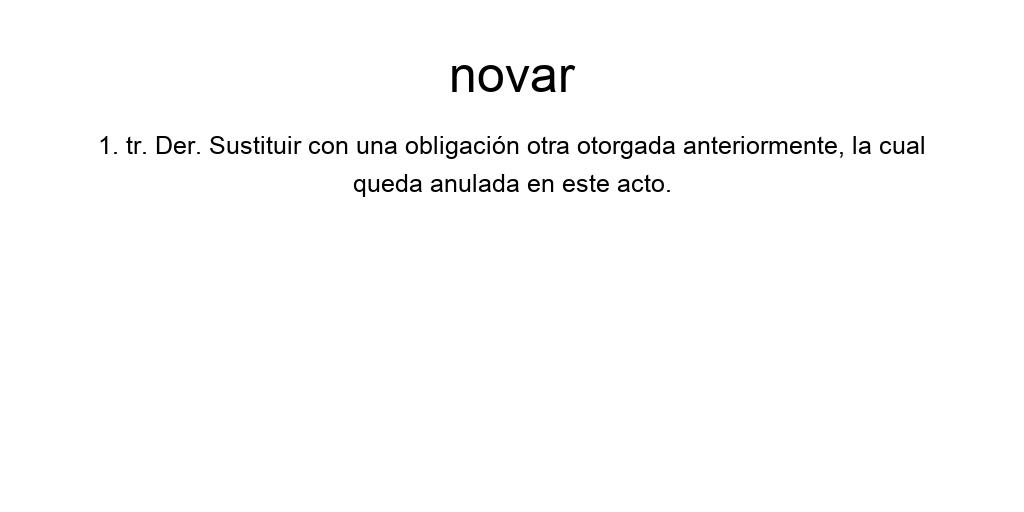 novar
1. tr. Der. Sustituir con una obligación otra otorgada anteriormente, la cual
queda anulada en este acto.